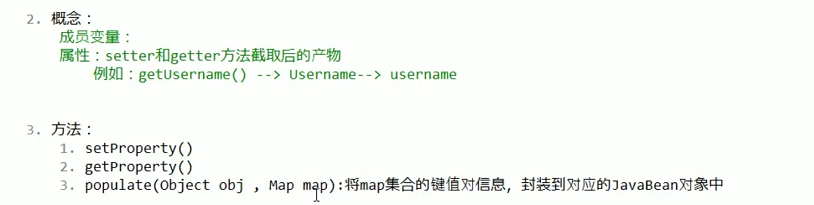 2. 概念：
成员变量：
属性：setter和getter方法截取后的产物
例如：getUsername() --> Username--> username
3. 方法：
1. setProperty()
2. getProperty()
3. populate(Object obj , Map map):将map集合的键值对信息，封装到对应的JavaBean对象中